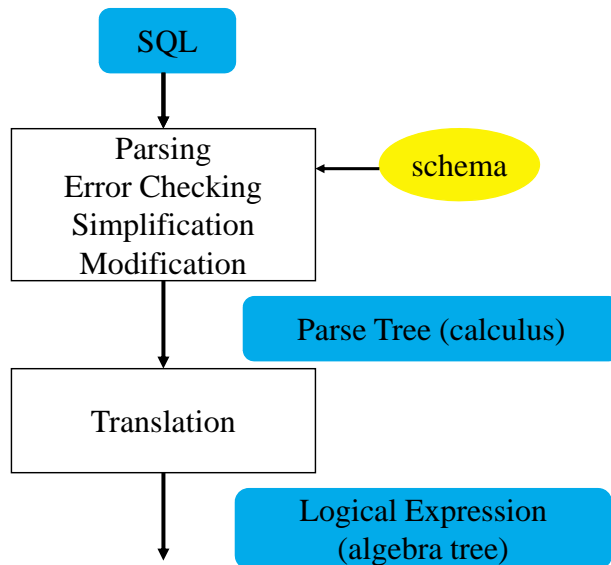 SQL
Parsing
Error Checking
Simplification
Modification
schema
Parse Tree (calculus)
Translation
Logical Expression
(algebra tree)